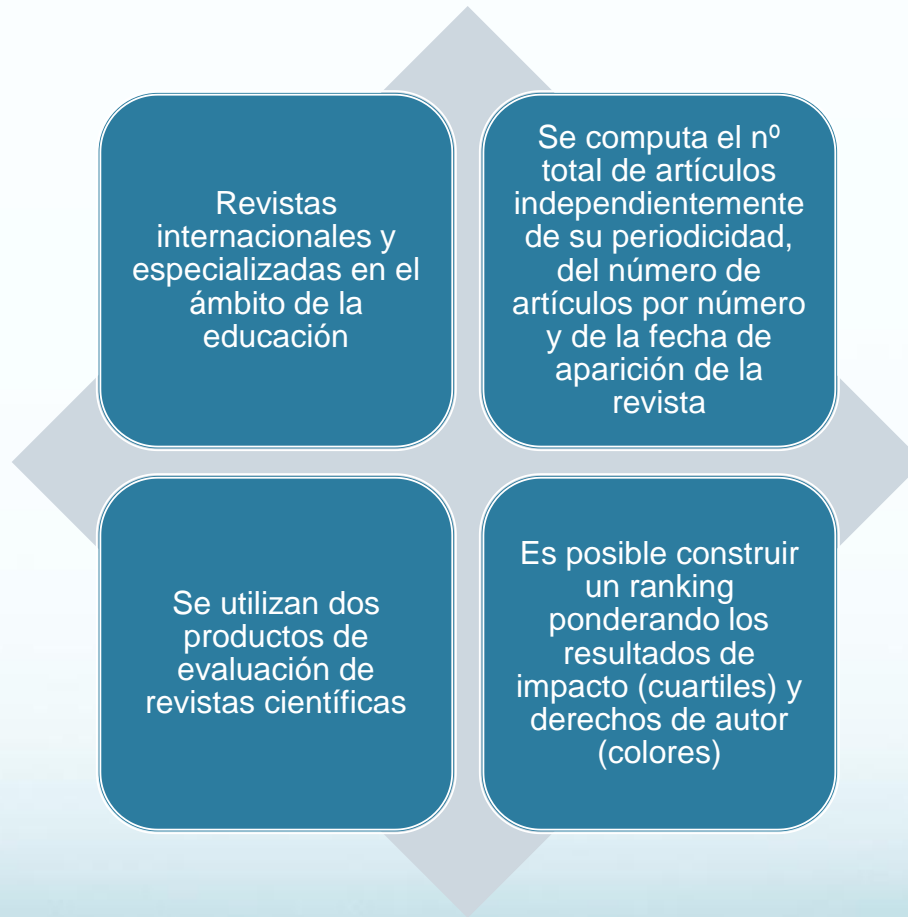 Revistas
internacionales y
especializadas en el
ámbito de la
educación
Se computa el nº
total de artículos
independientemente
de su periodicidad,
del número de
artículos por número
y de la fecha de
aparición de la
revista
Se utilizan dos
productos de
evaluación de
revistas científicas
Es posible construir
un ranking
ponderando los
resultados de
impacto (cuartiles) y
derechos de autor
(colores)